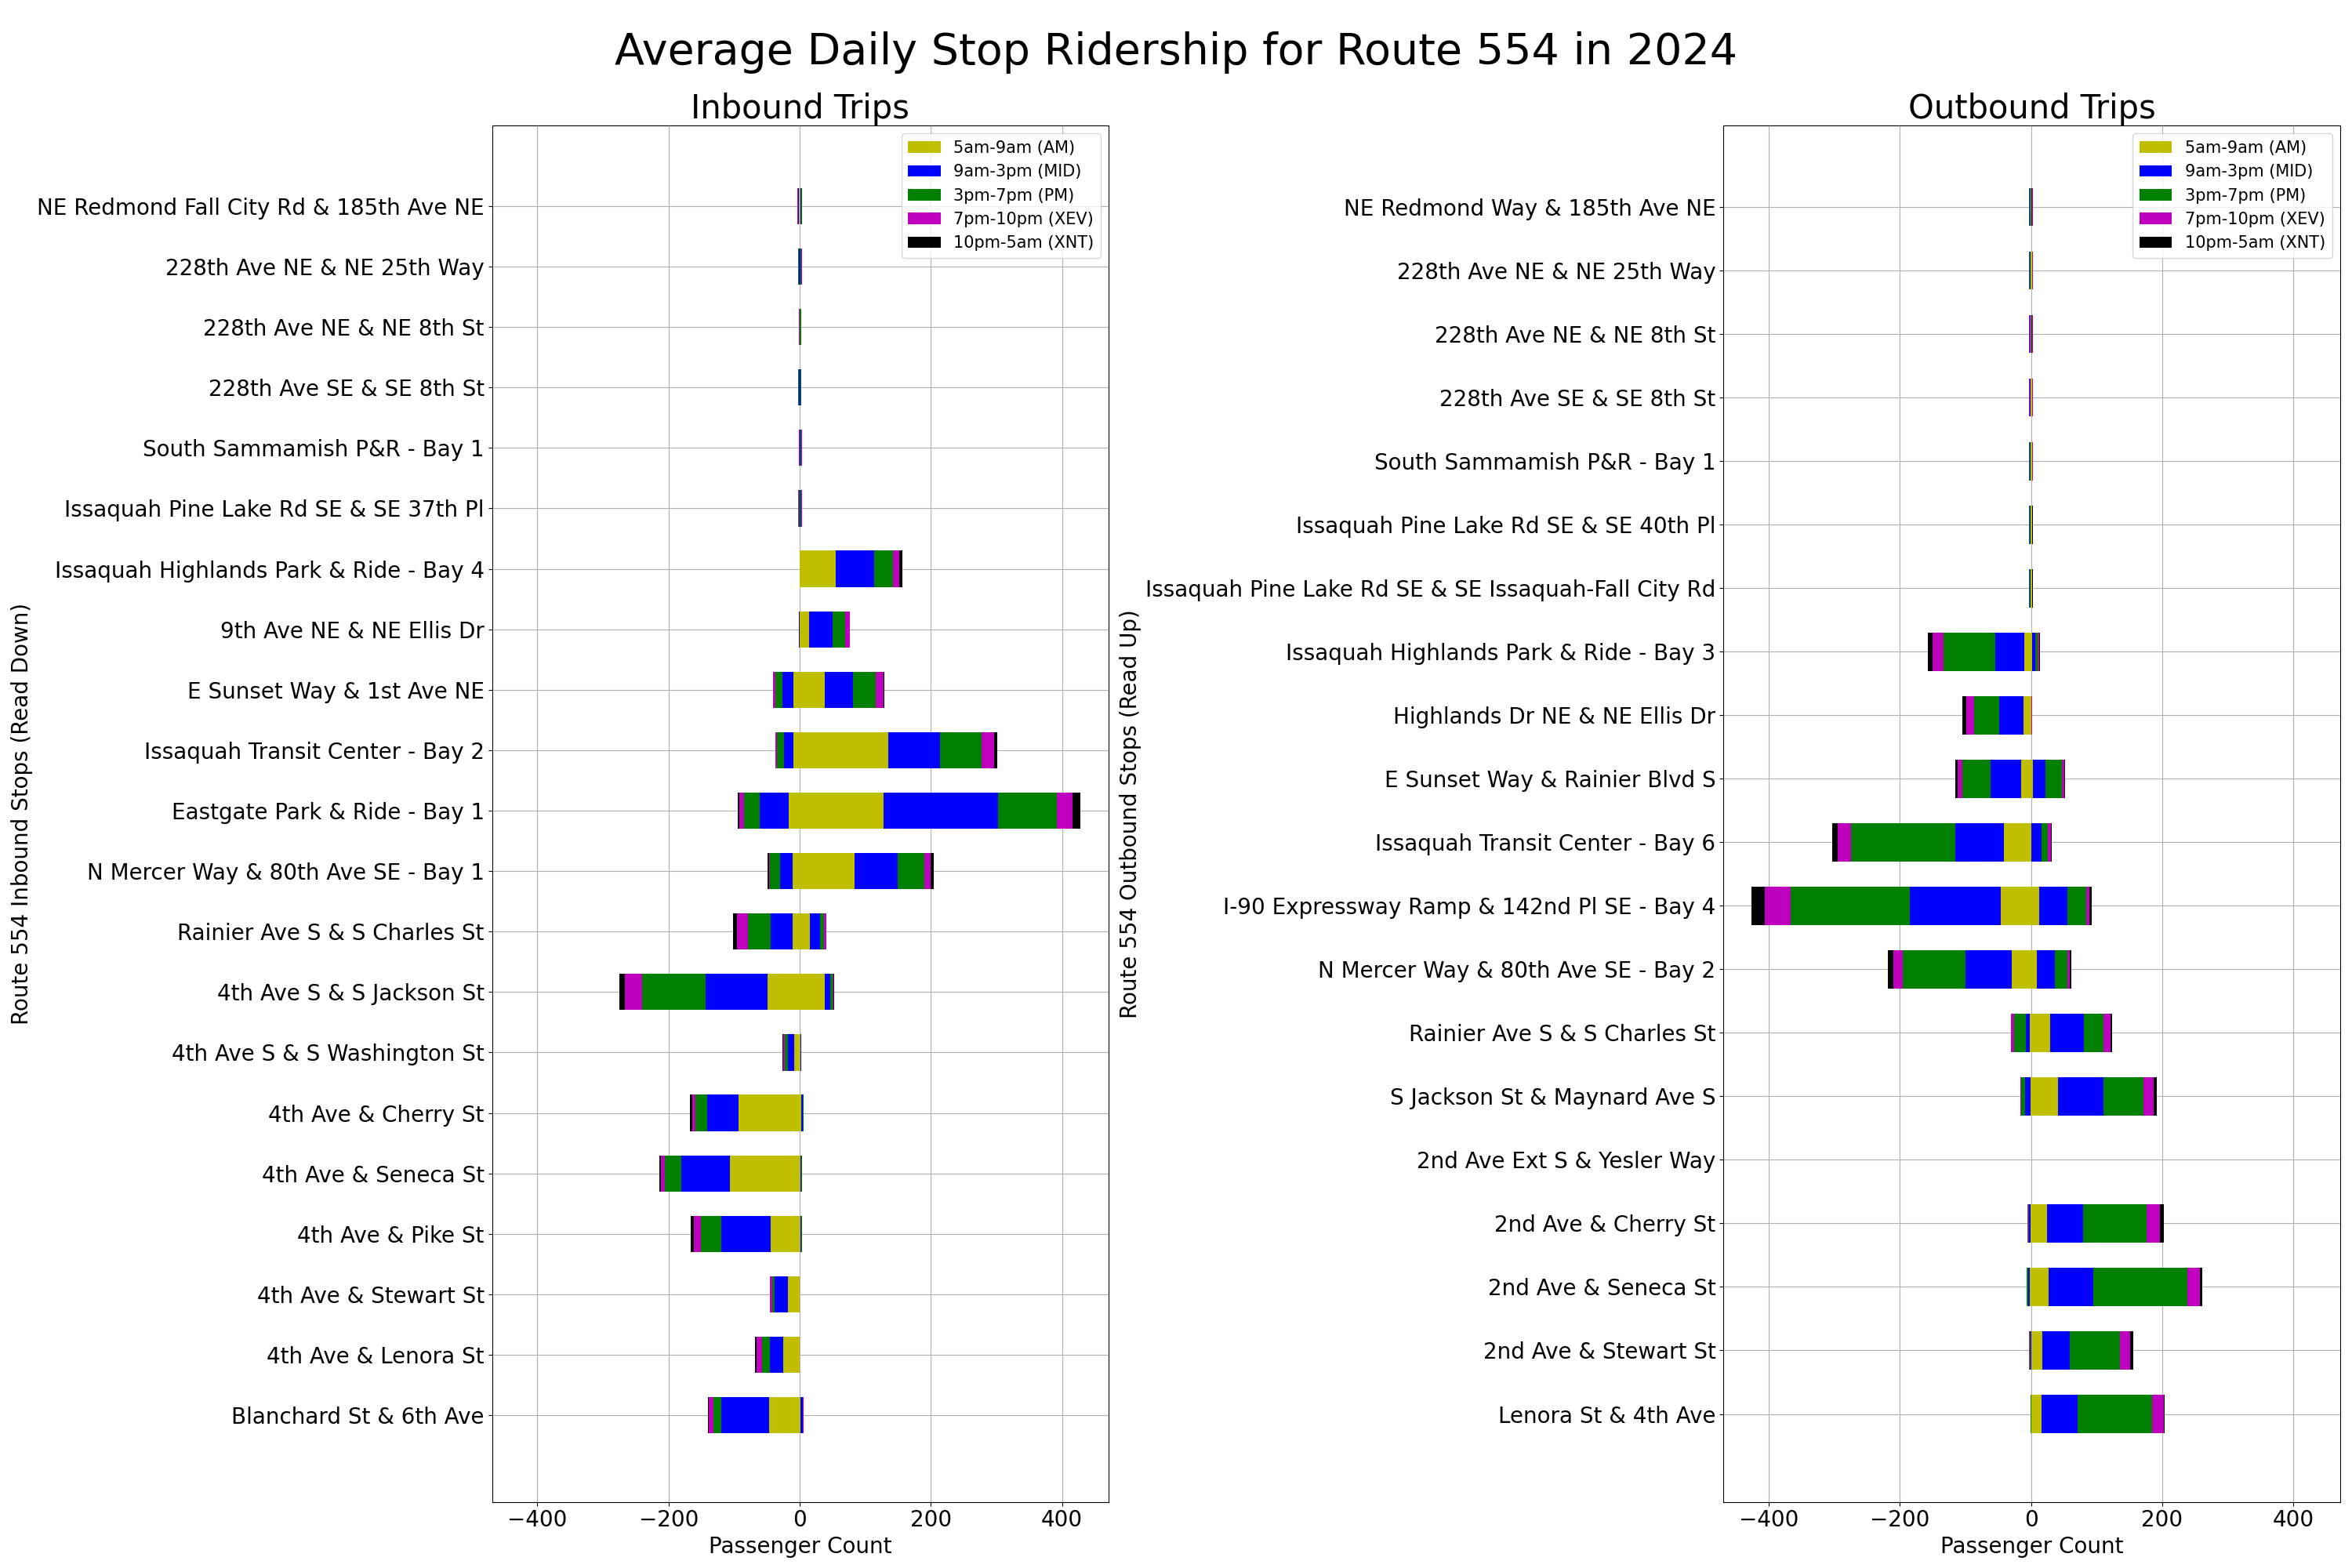 Average Daily Stop Ridership for Route 554 in 2024
Inbound Trips
5am-9am (AM)
9am-3pm (MID)
3pm-7pm (PM)
7pm-10pm (XEV)
10pm-5am (XNT)
Route 554 Inbound Stops (Read Down)
NE Redmond Fall City Rd & 185th Ave NE
228th Ave NE & NE 25th Way
228th Ave NE & NE 8th St
228th Ave SE & SE 8th St
South Sammamish P&R - Bay 1
Issaquah Pine Lake Rd SE & SE 37th Pl
Issaquah Highlands Park & Ride - Bay 4
9th Ave NE & NE Ellis Dr
E Sunset Way & 1st Ave NE
Issaquah Transit Center - Bay 2
Eastgate Park & Ride - Bay 1
N Mercer Way & 80th Ave SE - Bay 1
Rainier Ave S & S Charles St
4th Ave S & S Jackson St
4th Ave S & S Washington St
4th Ave & Cherry St
4th Ave & Seneca St
4th Ave & Pike St
4th Ave & Stewart St
4th Ave & Lenora St
Blanchard St & 6th Ave
−400 −200 0 200 400
Passenger Count
Outbound Trips
5am-9am (AM)
9am-3pm (MID)
3pm-7pm (PM)
7pm-10pm (XEV)
10pm-5am (XNT)
Route 554 Outbound Stops (Read Up)
NE Redmond Way & 185th Ave NE
228th Ave NE & NE 25th Way
228th Ave NE & NE 8th St
228th Ave SE & SE 8th St
South Sammamish P&R - Bay 1
Issaquah Pine Lake Rd SE & SE 40th Pl
Issaquah Pine Lake Rd SE & SE Issaquah-Fall City Rd
Issaquah Highlands Park & Ride - Bay 3
Highlands Dr NE & NE Ellis Dr
E Sunset Way & Rainier Blvd S
Issaquah Transit Center - Bay 6
I-90 Expressway Ramp & 142nd Pl SE - Bay 4
N Mercer Way & 80th Ave SE - Bay 2
Rainier Ave S & S Charles St
S Jackson St & Maynard Ave S
2nd Ave Ext S & Yesler Way
2nd Ave & Cherry St
2nd Ave & Seneca St
2nd Ave & Stewart St
Lenora St & 4th Ave
−400 −200 0 200 400
Passenger Count